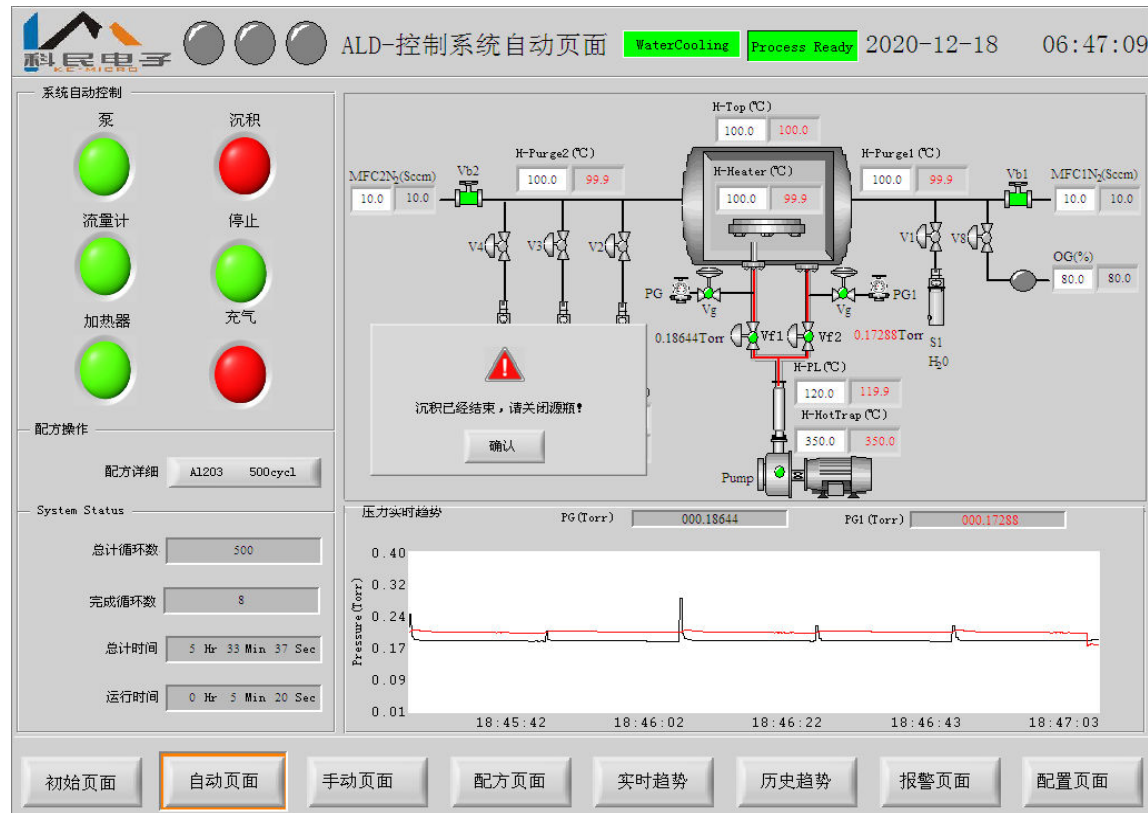 科民电子
KE-MICRO
ALD-控制系统自动页面
WaterCooling
Process Ready
2020-12-18
06:47:09
系统自动控制
泵
沉积
流量计
停止
加热器
充气
配方操作
配方详细
Al203 500cycl
System Status
总计循环数
500
完成循环数
8
总计时间
5 Hr 33 Min 37 Sec
运行时间
0 Hr 5 Min 20 Sec
H-Top(℃)
100.0 100.0
H-Purge2(℃)
100.0 99.9
H-Heater(℃)
100.0 99.9
H-Purge1(℃)
100.0 99.9
MFC2N₂(Sccm)
10.0 10.0
Vb2
Vb1
MFC1N₂(Sccm)
10.0 10.0
V4
V3
V2
V1
V8
OG(%)
80.0 80.0
PG
Vg
Vg
PG1
0.18644Torr
Vf1
Vf2
0.17288Torr
S1
H₂0
H-PL(℃)
120.0 119.9
H-HotTrap(℃)
350.0 350.0
Pump
沉积已经结束，请关闭源瓶!
确认
压力实时趋势
PG(Torr)
000.18644
PG1(Torr)
000.17288
Pressure(Torr)
0.40
0.32
0.24
0.17
0.09
0.01
18:45:42
18:46:02
18:46:22
18:46:43
18:47:03
初始页面
自动页面
手动页面
配方页面
实时趋势
历史趋势
报警页面
配置页面